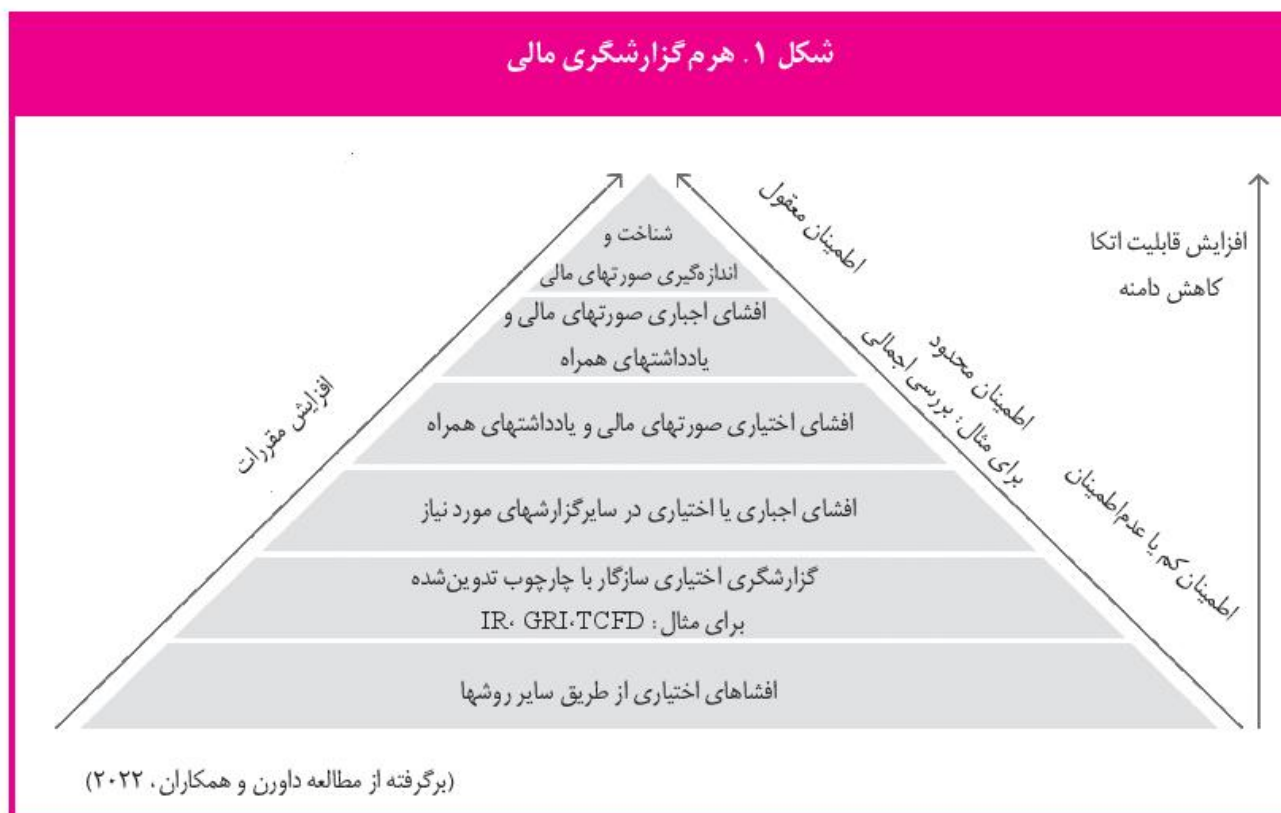 شکل ۱. هرم گزارشگری مالی
شناخت و
اندازه‌گیری صورتهای مالی
افشای اجباری صورتهای مالی و
یادداشتهای همراه
افشای اختیاری صورتهای مالی و یادداشتهای همراه
افشای اجباری یا اختیاری در سایرگزارشهای مورد نیاز
گزارشگری اختیاری سازگار با چارچوب تدوین‌شده
برای مثال: IR، GRI،TCFD
افشاهای اختیاری از طریق سایر روشها
اطمینان معقول
اطمینان محدود
برای مثال: بررسی اجمالی
اطمینان کم یا عدم‌اطمینان
افزایش قابلیت اتکا
کاهش دامنه
افزایش مقررات
(برگرفته از مطالعه داورن و همکاران، ۲۰۲۲)